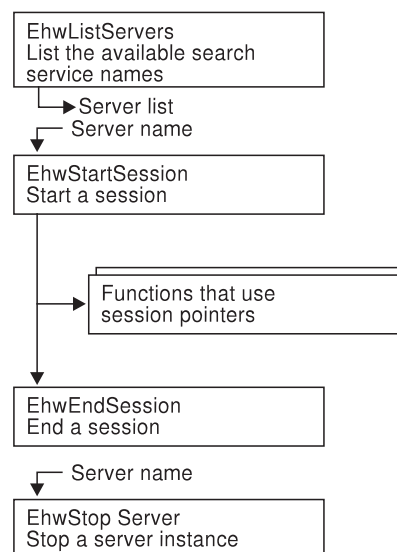 EhwListServers
List the available search
service names
Server list
Server name
EhwStartSession
Start a session
Functions that use
session pointers
EhwEndSession
End a session
Server name
EhwStop Server
Stop a server instance